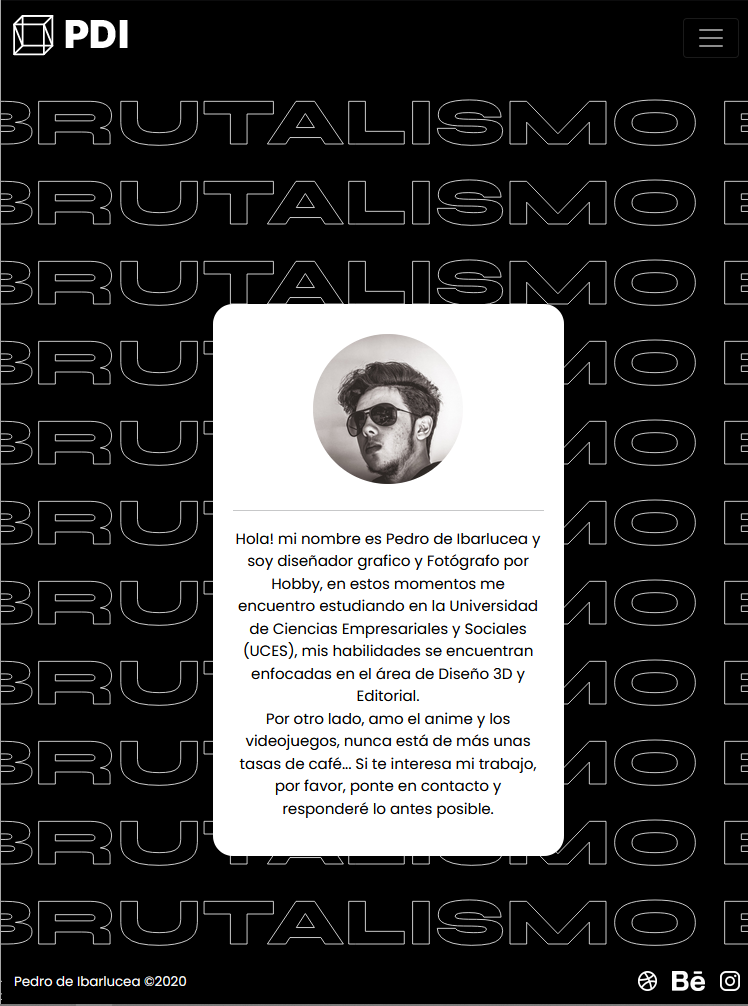 PDI
BRUTALISMO B
BRUTALISMO B
BRUTALISMO B
BRUTALISMO B
BRUTALISMO B
BRUTALISMO B
BRUTALISMO B
BRUTALISMO B
BRUTALISMO B
BRUTALISMO B
BRUTALISMO B
Hola! mi nombre es Pedro de Ibarlucea y
soy diseñador grafico y Fotógrafo por
Hobby, en estos momentos me
encuentro estudiando en la Universidad
de Ciencias Empresariales y Sociales
(UCES), mis habilidades se encuentran
enfocadas en el área de Diseño 3D y
Editorial.
Por otro lado, amo el anime y los
videojuegos, nunca está de más unas
tasas de café... Si te interesa mi trabajo,
por favor, ponte en contacto y
responderé lo antes posible.
Pedro de Ibarlucea ©2020
Bē